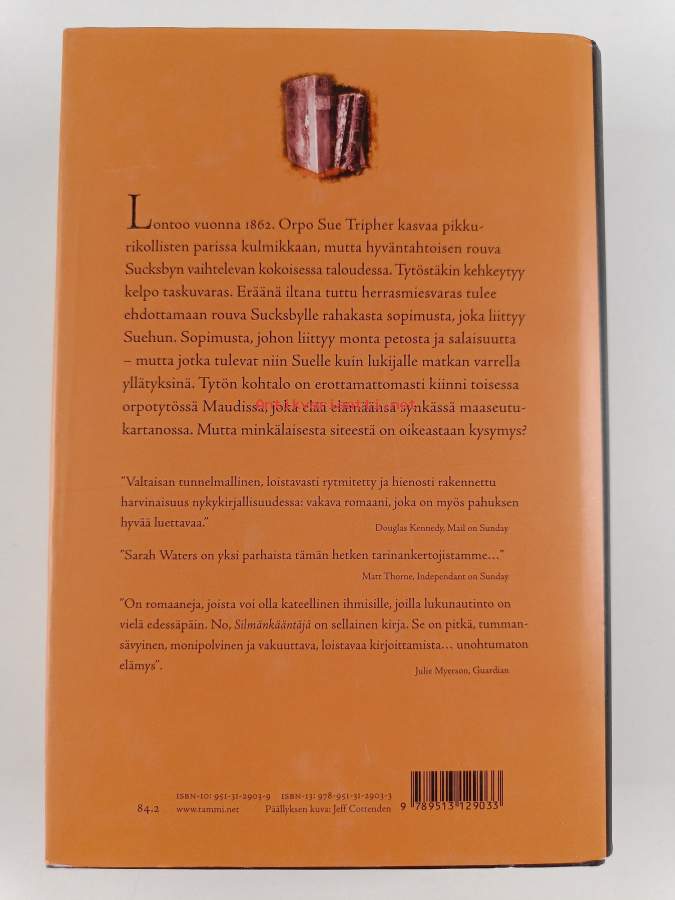 Lontoo vuonna 1862. Orpo Sue Tripher kasvaa pikku-
rikollisten parissa kulmikkaan, mutta hyväntahtoisen rouva
Sucksbyn vaihtelevan kokoisessa taloudessa. Tytöstäkin kehkeytyy
kelpo taskuvaras. Eräänä iltana tuttu herrasmiesvaras tulee
ehdottamaan rouva Sucksbylle rahakasta sopimusta, joka liittyy
Suehun. Sopimusta, johon liittyy monta petosta ja salaisuutta
– mutta jotka tulevat niin Suelle kuin lukijalle matkan varrella
yllätyksinä. Tytön kohtalo on erottamattomasti kiinni toisessa
orpotytössä Maudissa, joka elää elämäänsä synkässä maaseutu-
Antikvariaatti.net
kartanossa. Mutta minkälaisesta siteestä on oikeastaan kysymys?
"Valtaisan tunnelmallinen, loistavasti rytmitetty ja hienosti rakennettu
harvinaisuus nykykirjallisuudessa: vakava romaani, joka on myös pahuksen
hyvää luettavaa."
Douglas Kennedy, Mail on Sunday
"Sarah Waters on yksi parhaista tämän hetken tarinankertojistamme..."
Matt Thorne, Independant on Sunday
"On romaaneja, joista voi olla kateellinen ihmisille, joilla lukunautinto on
vielä edessäpäin. No, Silmänkääntäjä on sellainen kirja. Se on pitkä, tumman-
sävyinen, monipolvinen ja vakuuttava, loistavaa kirjoittamista... unohtumaton
elämys".
Julie Myerson, Guardian
ISBN-10: 951-31-2903-9 ISBN-13: 978-951-31-2903-3
84.2 www.tammi.net Päällyksen kuva: Jeff Cottenden
9 789513 129033